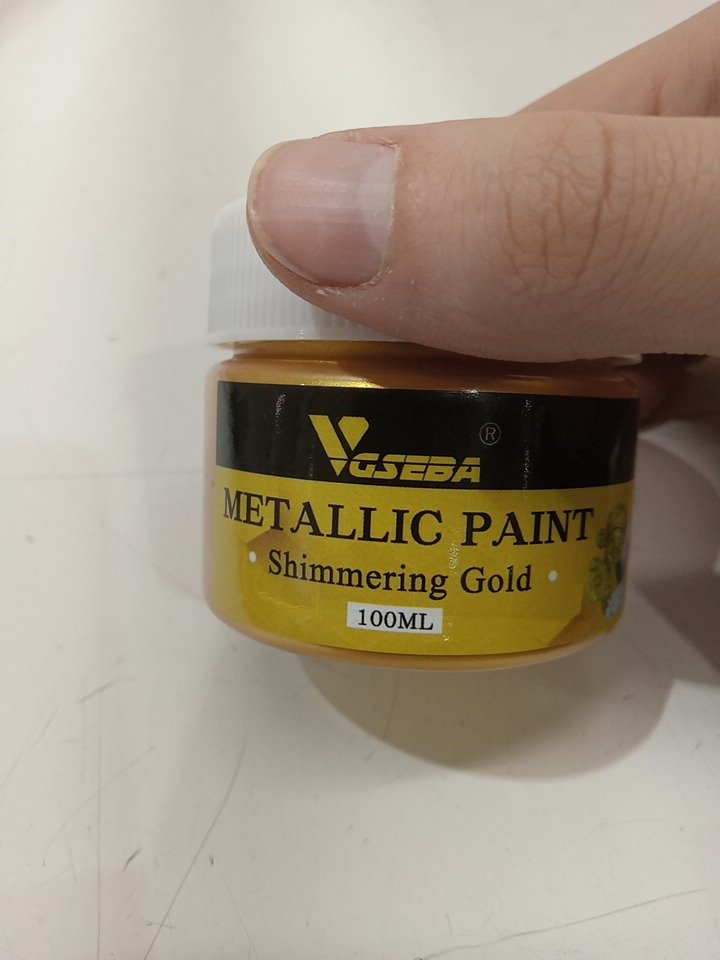 VGSEBA ®
METALLIC PAINT
• Shimmering Gold •
100ML